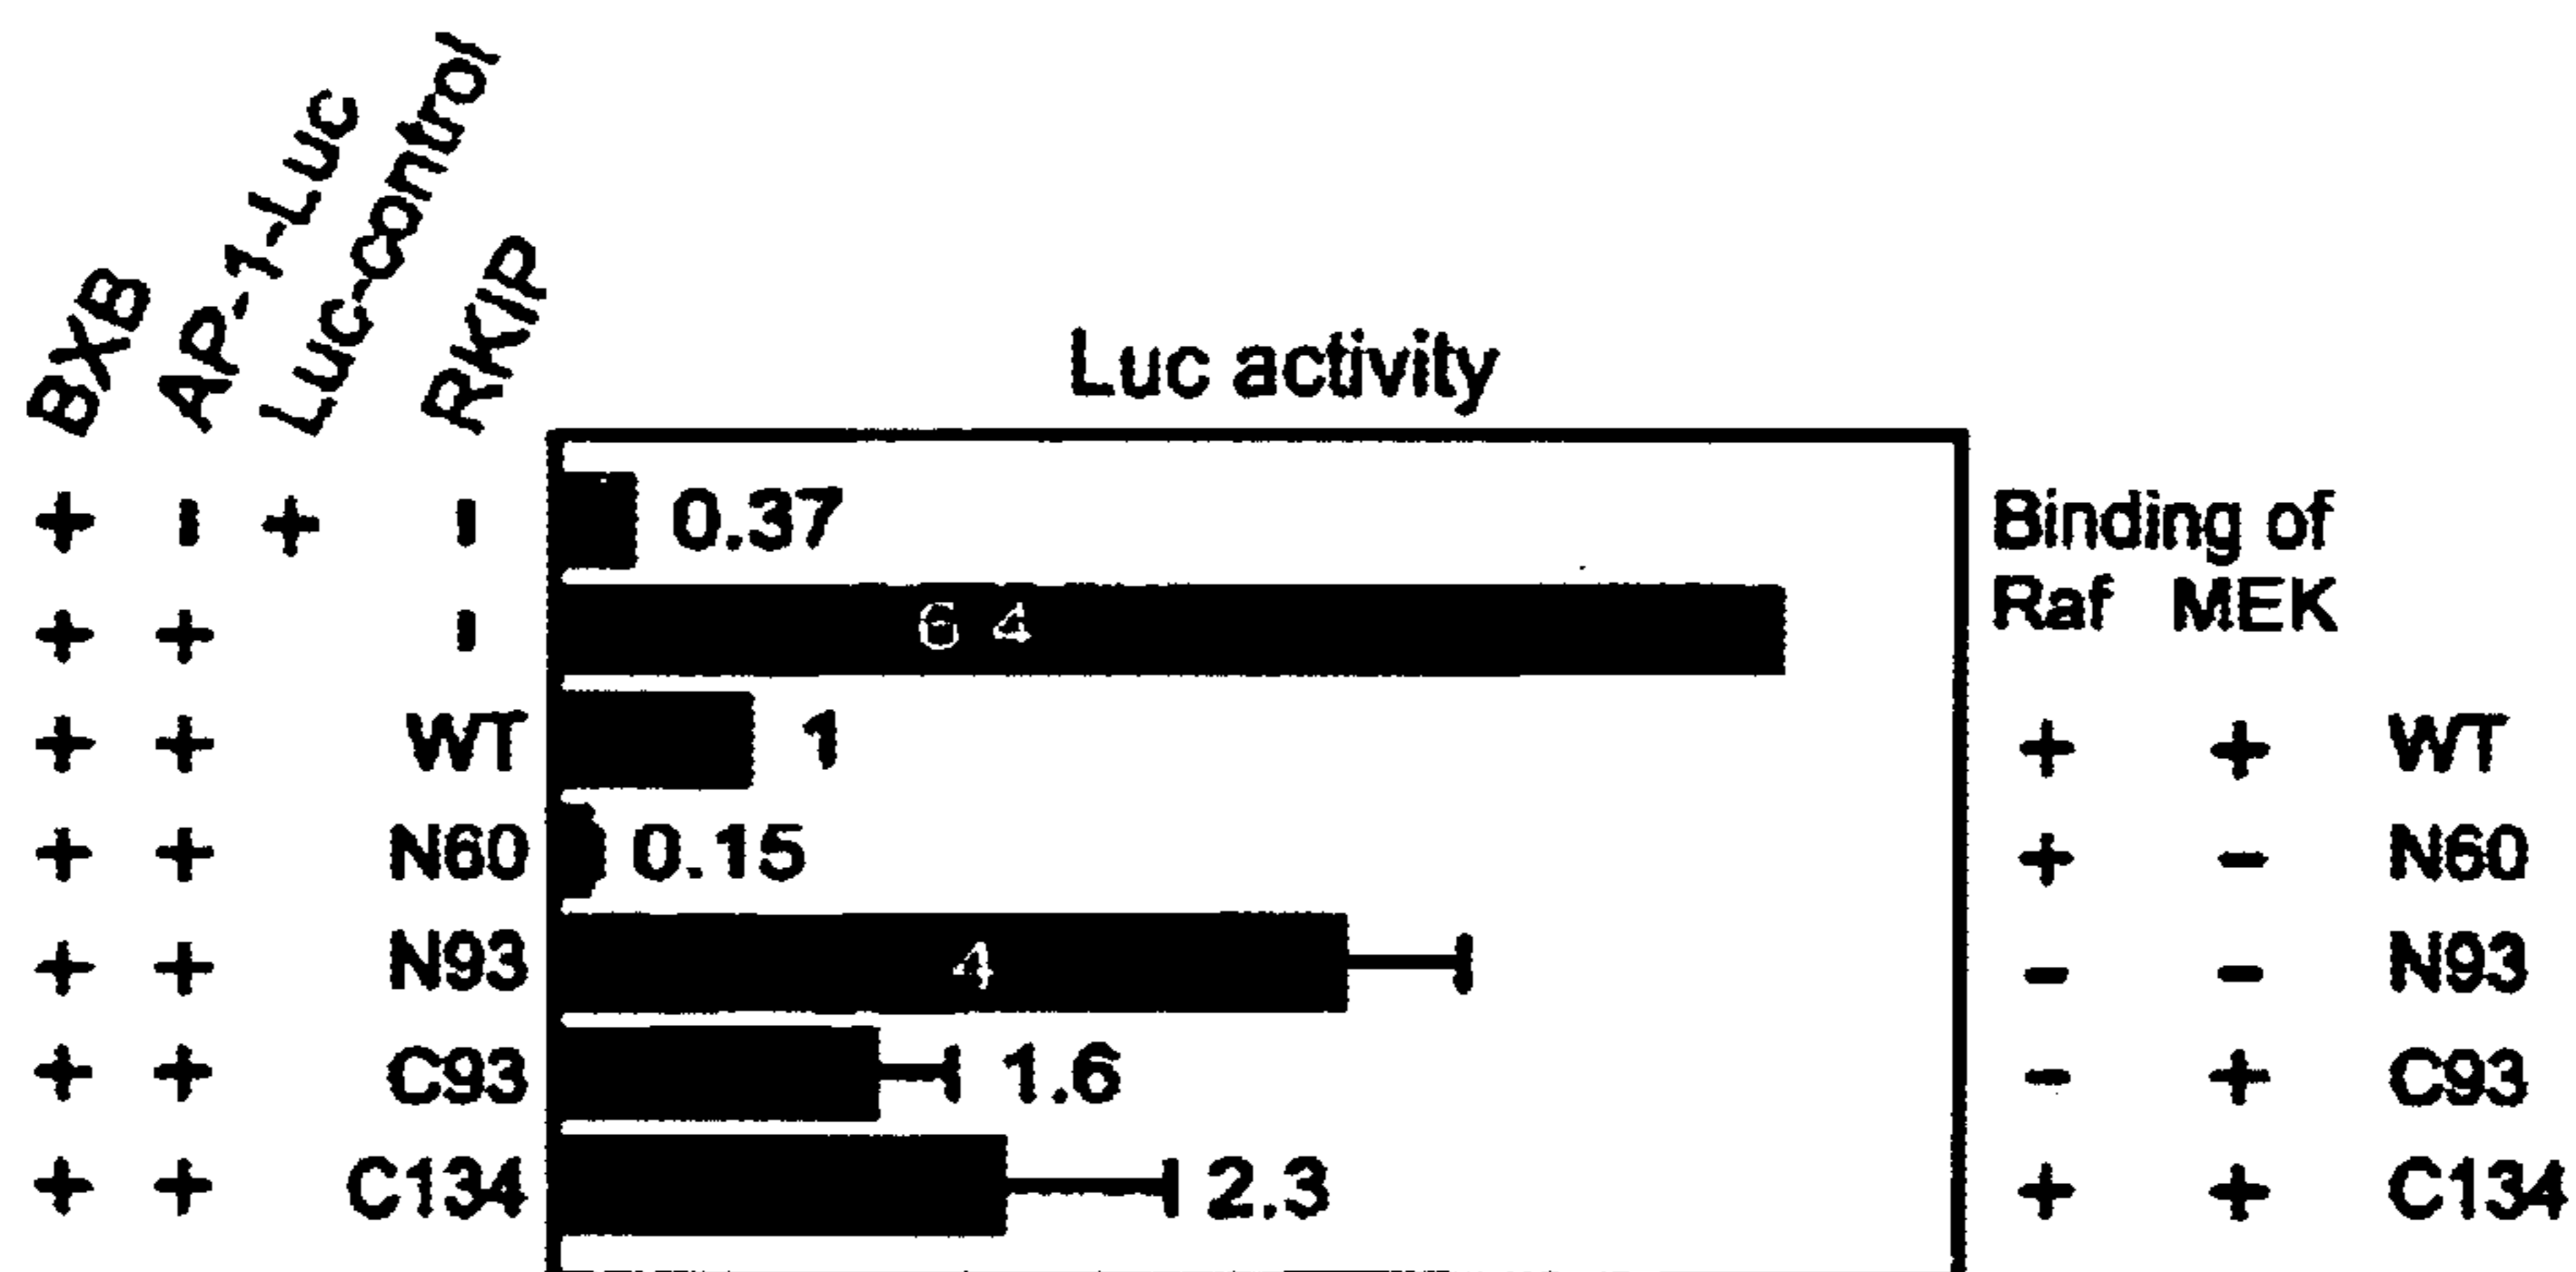 BXB AP-1-Luc Luc-control RKIP
Luc activity
+ - + - 0.37 Binding of
Raf MEK
+ + - 6 4
+ + WT 1 + + WT
+ + N60 0.15 + - N60
+ + N93 4 - - N93
+ + C93 1.6 - + C93
+ + C134 2.3 + + C134